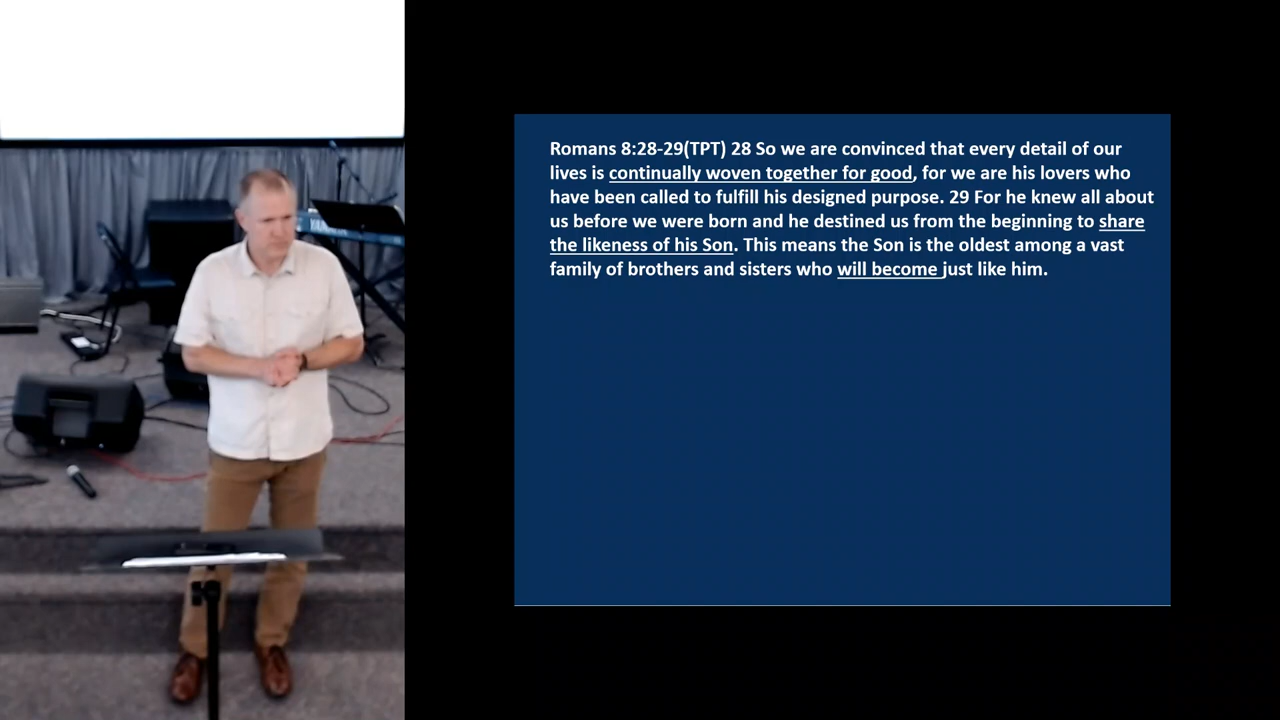 Romans 8:28-29(TPT) 28 So we are convinced that every detail of our
lives is continually woven together for good, for we are his lovers who
have been called to fulfill his designed purpose. 29 For he knew all about
us before we were born and he destined us from the beginning to share
the likeness of his Son. This means the Son is the oldest among a vast
family of brothers and sisters who will become just like him.